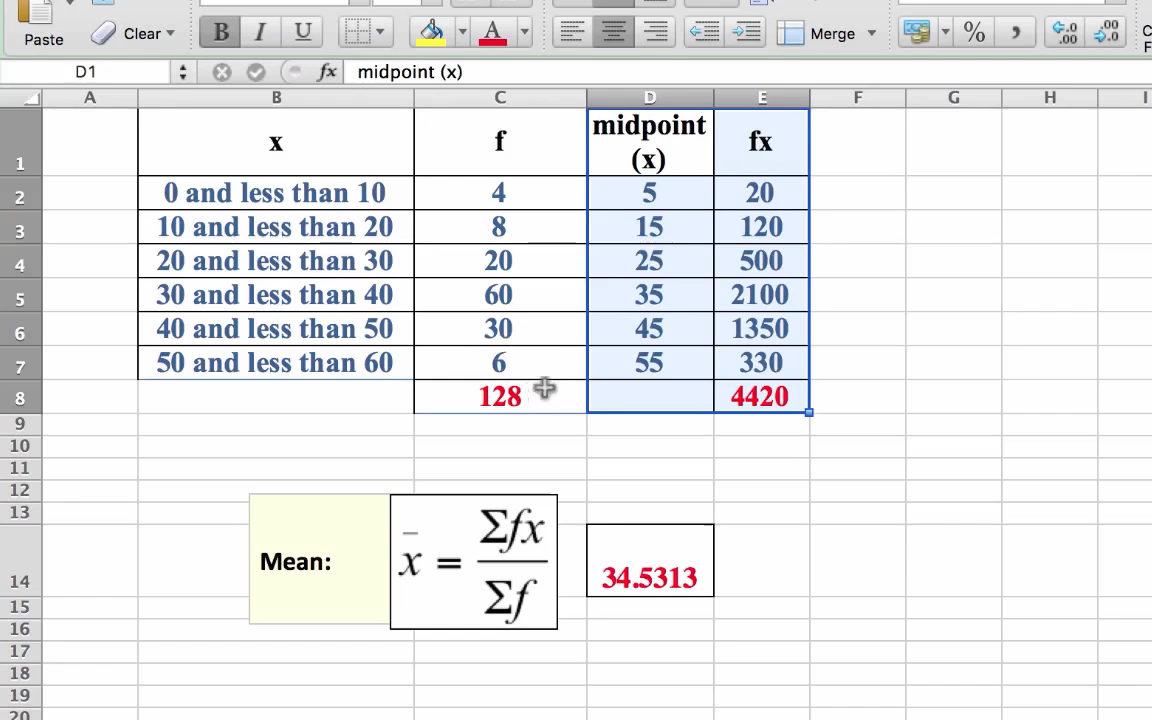 Paste Clear B I U A Merge % , .0 .00 .00 .0
D1 fx midpoint (x)
A B C D E F G H I
1 x f midpoint (x) fx
2 0 and less than 10 4 5 20
3 10 and less than 20 8 15 120
4 20 and less than 30 20 25 500
5 30 and less than 40 60 35 2100
6 40 and less than 50 30 45 1350
7 50 and less than 60 6 55 330
8 128 4420
9
10
11
12
13
14 Mean: x̄ = Σfx / Σf 34.5313
15
16
17
18
19
20